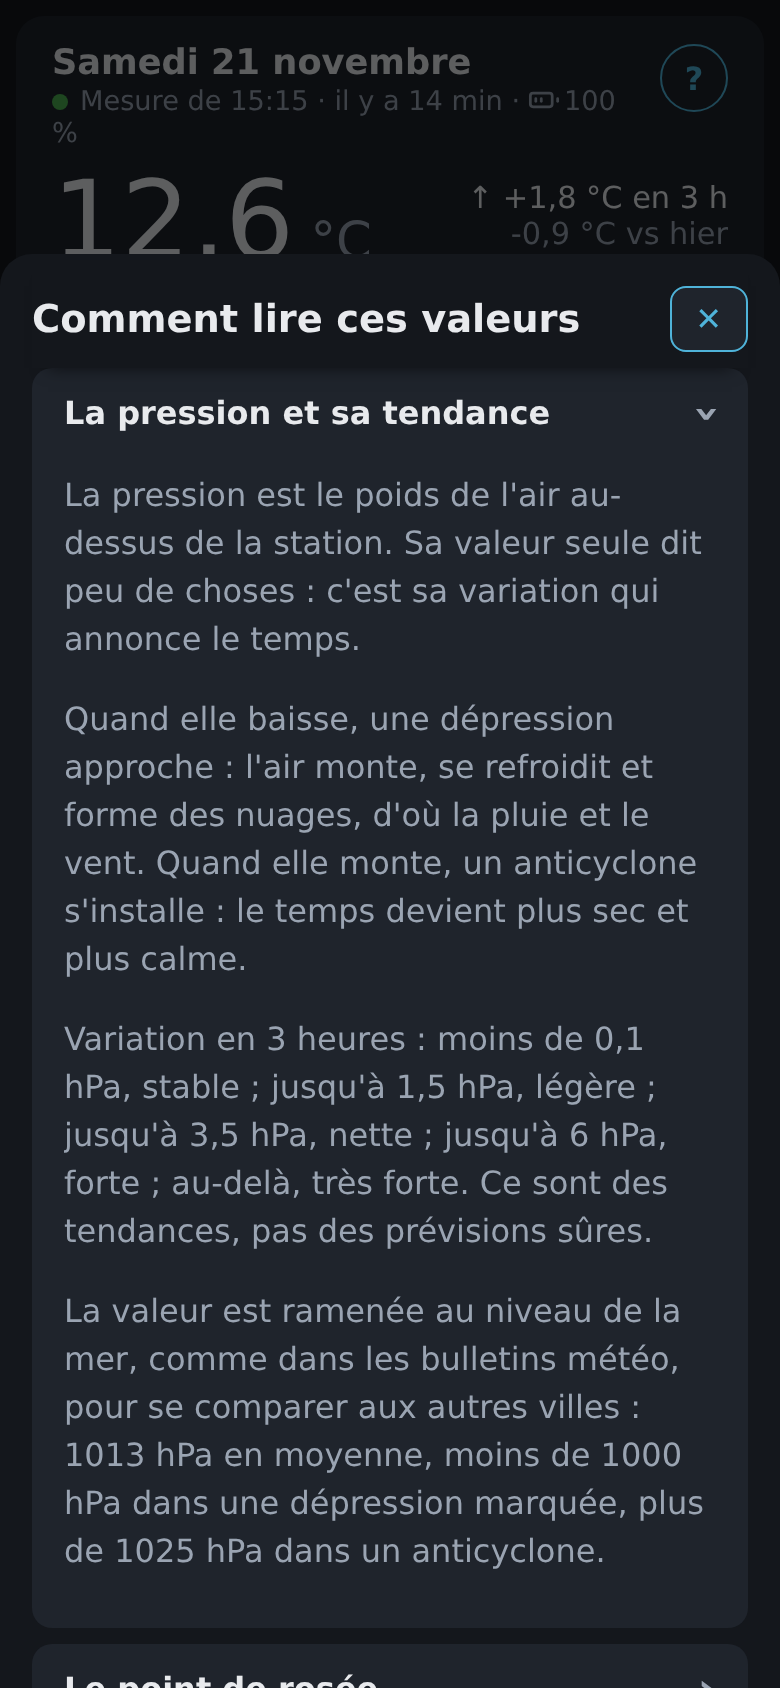 Samedi 21 novembre
?
Mesure de 15:15 · il y a 14 min · 100
%
12,6 °C
↑ +1,8 °C en 3 h
-0,9 °C vs hier
Comment lire ces valeurs
✕
La pression et sa tendance
La pression est le poids de l'air au-
dessus de la station. Sa valeur seule dit
peu de choses : c'est sa variation qui
annonce le temps.
Quand elle baisse, une dépression
approche : l'air monte, se refroidit et
forme des nuages, d'où la pluie et le
vent. Quand elle monte, un anticyclone
s'installe : le temps devient plus sec et
plus calme.
Variation en 3 heures : moins de 0,1
hPa, stable ; jusqu'à 1,5 hPa, légère ;
jusqu'à 3,5 hPa, nette ; jusqu'à 6 hPa,
forte ; au-delà, très forte. Ce sont des
tendances, pas des prévisions sûres.
La valeur est ramenée au niveau de la
mer, comme dans les bulletins météo,
pour se comparer aux autres villes :
1013 hPa en moyenne, moins de 1000
hPa dans une dépression marquée, plus
de 1025 hPa dans un anticyclone.
Le point de rosée